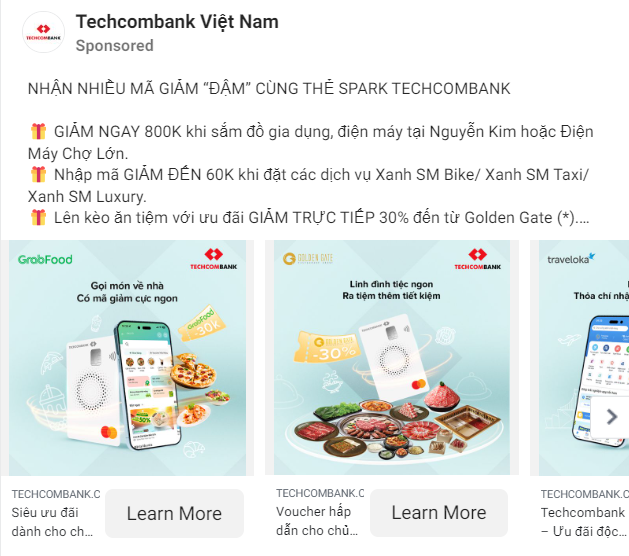 Techcombank Việt Nam
Sponsored
TECHCOMBANK
NHẬN NHIỀU MÃ GIẢM “ĐẬM” CÙNG THẺ SPARK TECHCOMBANK
🎁 GIẢM NGAY 800K khi sắm đồ gia dụng, điện máy tại Nguyễn Kim hoặc Điện
Máy Chợ Lớn.
🎁 Nhập mã GIẢM ĐẾN 60K khi đặt các dịch vụ Xanh SM Bike/ Xanh SM Taxi/
Xanh SM Luxury.
🎁 Lên kèo ăn tiệm với ưu đãi GIẢM TRỰC TIẾP 30% đến từ Golden Gate (*)....
GrabFood
TECHCOMBANK
Gọi món về nhà
Có mã giảm cực ngon
GrabFood
-30K
TECHCOMBANK.C
Siêu ưu đãi
dành cho ch...
Learn More
GOLDEN GATE
TECHCOMBANK
Linh đình tiệc ngon
Ra tiệm thêm tiết kiệm
GOLDEN GATE
-30%
TECHCOMBANK.C
Voucher hấp
dẫn cho chủ...
Learn More
traveloka
Thỏa chí nhậ
TECHCOMBANK.C
Techcombank
– Ưu đãi độc...